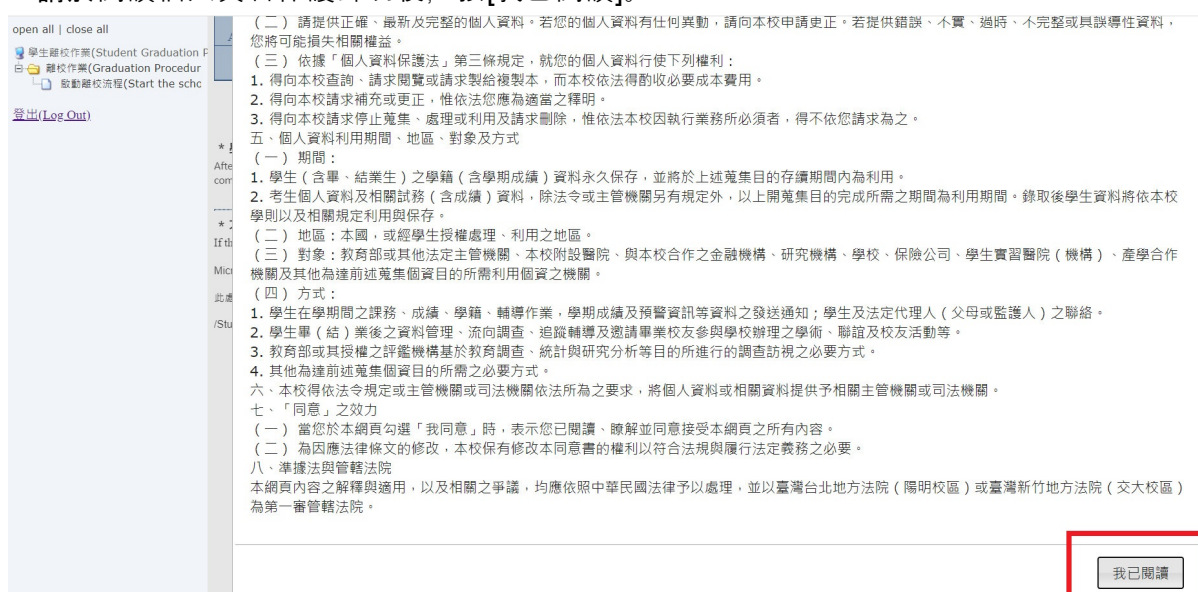 open all | close all
學生離校作業(Student Graduation P
離校作業(Graduation Procedur
啟動離校流程(Start the scho
登出(Log Out)
Afte
com
If th
Micr
/Stu
(二) 請提供正確、最新及完整的個人資料。若您的個人資料有任何異動,請向本校申請更正。若提供錯誤、不實、過時、不完整或具誤導性資料,
您將可能損失相關權益。
(三) 依據「個人資料保護法」第三條規定,就您的個人資料行使下列權利:
1. 得向本校查詢、請求閱覽或請求製給複製本,而本校依法得酌收必要成本費用。
2. 得向本校請求補充或更正,惟依法您應為適當之釋明。
3. 得向本校請求停止蒐集、處理或利用及請求刪除,惟依法本校因執行業務所必須者,得不依您請求為之。
五、個人資料利用期間、地區、對象及方式
(一) 期間:
1. 學生(含畢、結業生)之學籍(含學期成績)資料永久保存,並將於上述蒐集目的存續期間內為利用。
2. 考生個人資料及相關試務(含成績)資料,除法令或主管機關另有規定外,以上開蒐集目的完成所需之期間為利用期間。錄取後學生資料將依本校
學則以及相關規定利用與保存。
(二) 地區:本國,或經學生授權處理、利用之地區。
(三) 對象:教育部或其他法定主管機關、本校附設醫院、與本校合作之金融機構、研究機構、學校、保險公司、學生實習醫院(機構)、產學合作
機關及其他為達前述蒐集個資目的所需利用個資之機關。
(四) 方式:
1. 學生在學期間之課務、成績、學籍、輔導作業,學期成績及預警資訊等資料之發送通知;學生及法定代理人(父母或監護人)之聯絡。
2. 學生畢(結)業後之資料管理、流向調查、追蹤輔導及邀請畢業校友參與學校辦理之學術、聯誼及校友活動等。
3. 教育部或其授權之評鑑機構基於教育調查、統計與研究分析等目的所進行的調查訪視之必要方式。
4. 其他為達前述蒐集個資目的所需之必要方式。
六、本校得依法令規定或主管機關或司法機關依法所為之要求,將個人資料或相關資料提供予相關主管機關或司法機關。
七、「同意」之效力
(一) 當您於本網頁勾選「我同意」時,表示您已閱讀、瞭解並同意接受本網頁之所有內容。
(二) 為因應法律條文的修改,本校保有修改本同意書的權利以符合法規與履行法定義務之必要。
八、準據法與管轄法院
本網頁內容之解釋與適用,以及相關之爭議,均應依照中華民國法律予以處理,並以臺灣台北地方法院(陽明校區)或臺灣新竹地方法院(交大校區)
為第一審管轄法院。
我已閱讀